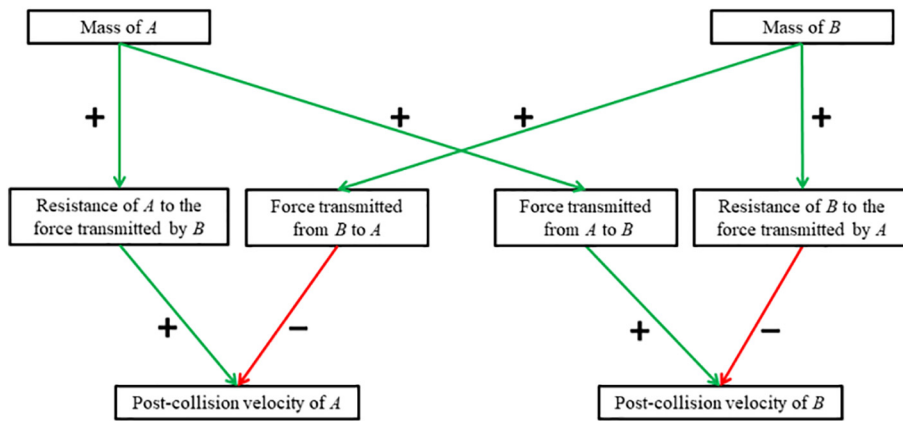 Mass of A
Mass of B
+
+
+
+
Resistance of A to the
force transmitted by B
Force transmitted
from B to A
Force transmitted
from A to B
Resistance of B to the
force transmitted by A
+
−
+
−
Post-collision velocity of A
Post-collision velocity of B